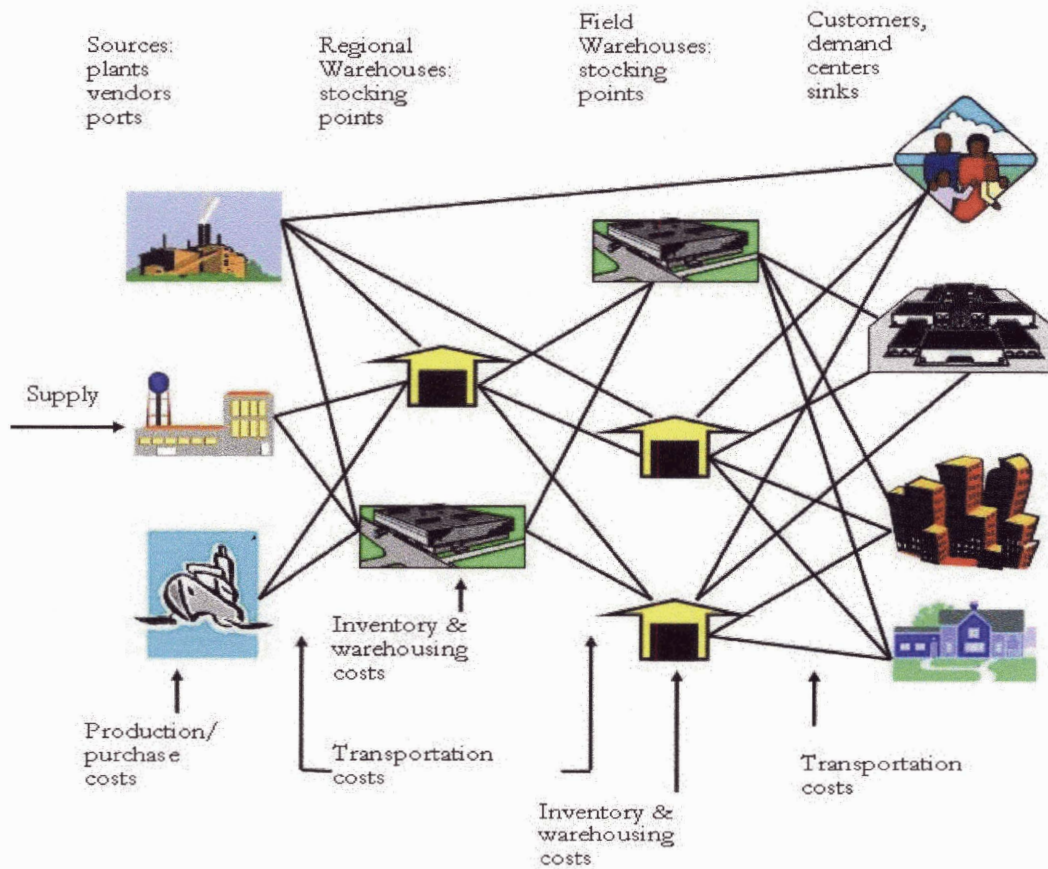 Sources:
plants
vendors
ports
Regional
Warehouses:
stocking
points
Field
Warehouses:
stocking
points
Customers,
demand
centers
sinks
Supply
Inventory &
warehousing
costs
Production/
purchase
costs
Transportation
costs
Inventory &
warehousing
costs
Transportation
costs